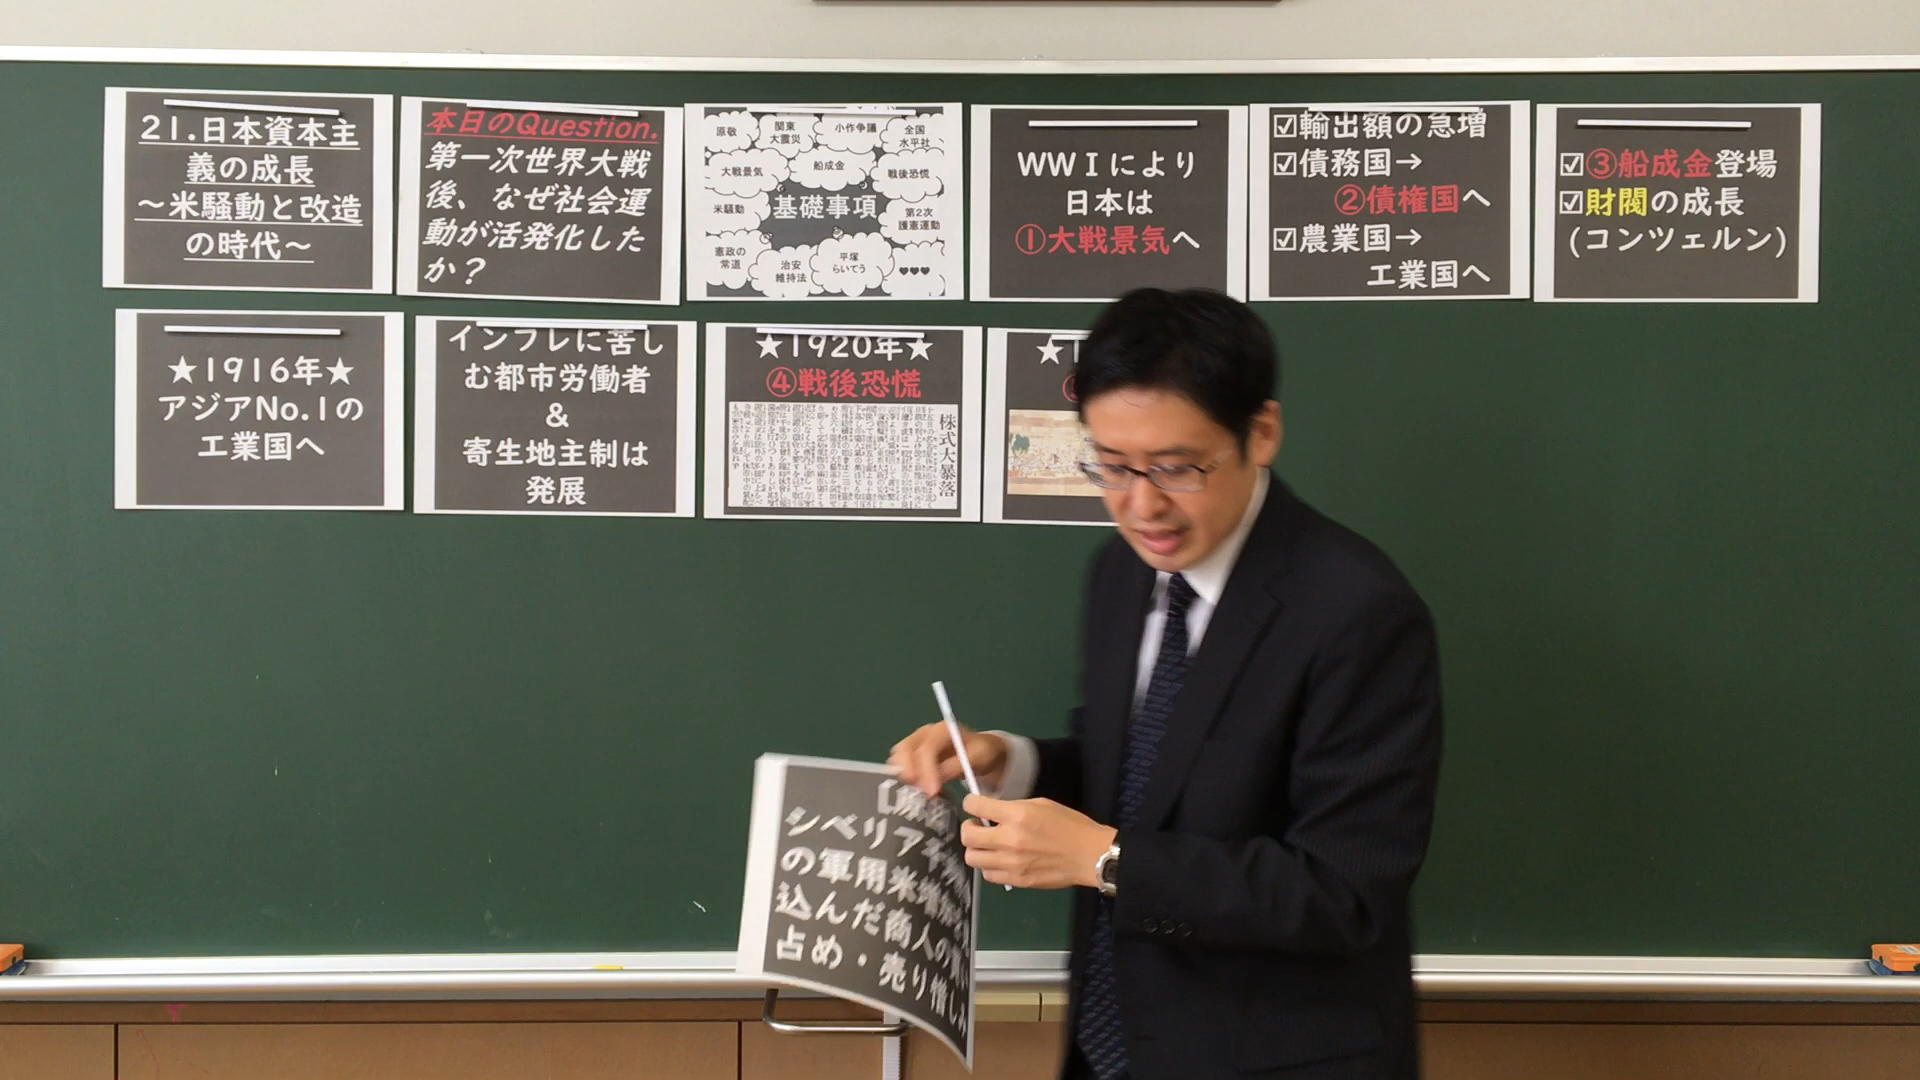 21.日本資本主
義の成長
～米騒動と改造
の時代～
本日のQuestion.
第一次世界大戦
後、なぜ社会運
動が活発化した
か？
原敬
関東
大震災
小作争議
全国
水平社
大戦景気
船成金
戦後恐慌
米騒動
基礎事項
第2次
護憲運動
憲政の
常道
治安
維持法
平塚
らいてう
♥♥♥
WWⅠにより
日本は
①大戦景気へ
☑輸出額の急増
☑債務国→
②債権国へ
☑農業国→
工業国へ
☑③船成金登場
☑財閥の成長
(コンツェルン)
★1916年★
アジアNo.1の
工業国へ
インフレに苦し
む都市労働者
&
寄生地主制は
発展
★1920年★
④戦後恐慌
株式大暴落
★1
シベリア
の軍用米増
込んだ商人の
占め・売り惜しみ